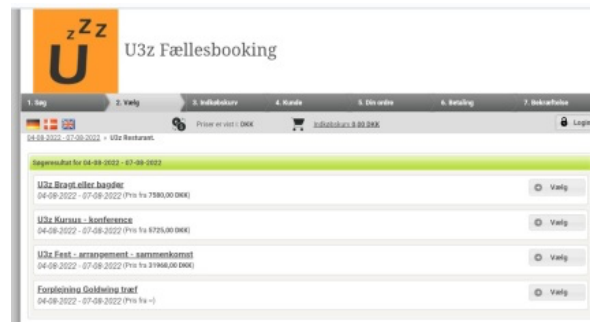 U z z z
U3z Fællesbooking
1. Søg 2. Vælg 3. Indkøbskurv 4. Kunde 5. Din ordre 6. Betaling 7. Bekræftelse
Priser er vist i: DKK Indkøbskurv 0,00 DKK Login
04-08-2022 - 07-08-2022 » U3z Resturant.
Søgeresultat for 04-08-2022 - 07-08-2022
U3z Bragt eller bagdør Vælg
04-08-2022 - 07-08-2022 (Pris fra 7580,00 DKK)
U3z Kursus - konference Vælg
04-08-2022 - 07-08-2022 (Pris fra 5725,00 DKK)
U3z Fest - arrangement - sammenkomst Vælg
04-08-2022 - 07-08-2022 (Pris fra 31968,00 DKK)
Forplejning Goldwing træf Vælg
04-08-2022 - 07-08-2022 (Pris fra –)